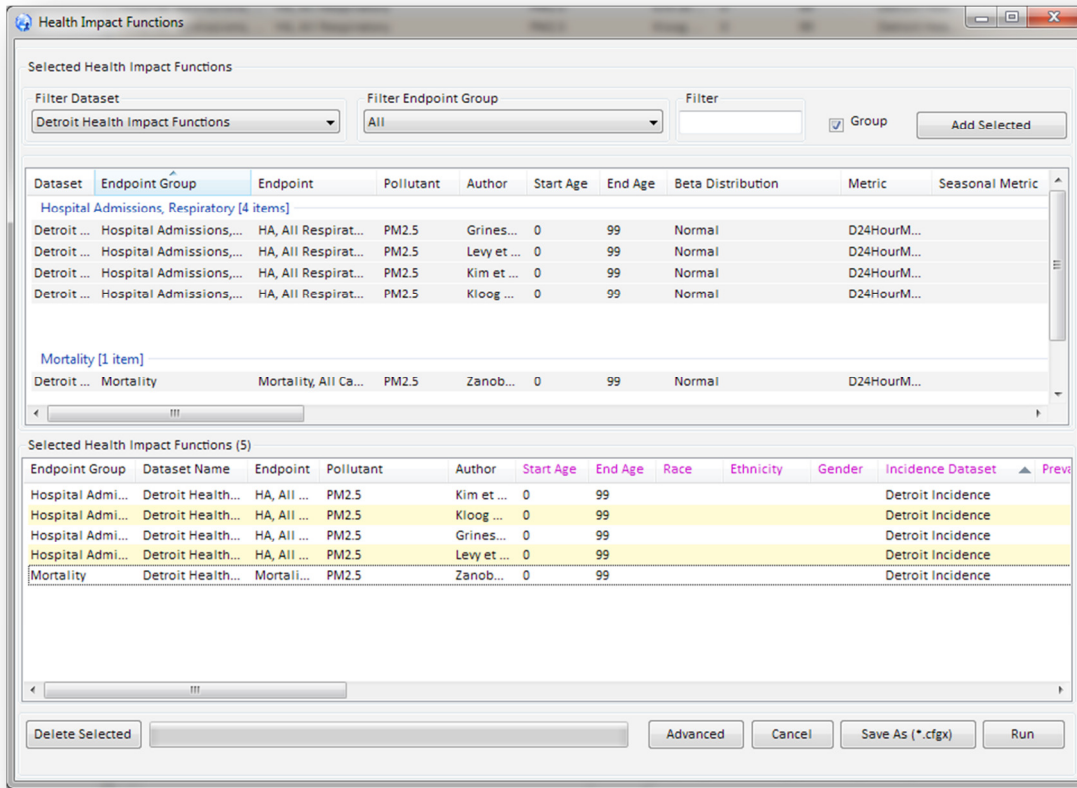 Health Impact Functions
Selected Health Impact Functions
Filter Dataset Filter Endpoint Group Filter
Detroit Health Impact Functions All Group Add Selected
Dataset Endpoint Group Endpoint Pollutant Author Start Age End Age Beta Distribution Metric Seasonal Metric
Hospital Admissions, Respiratory [4 items]
Detroit ... Hospital Admissions,... HA, All Respirat... PM2.5 Grines... 0 99 Normal D24HourM...
Detroit ... Hospital Admissions,... HA, All Respirat... PM2.5 Levy et ... 0 99 Normal D24HourM...
Detroit ... Hospital Admissions,... HA, All Respirat... PM2.5 Kim et ... 0 99 Normal D24HourM...
Detroit ... Hospital Admissions,... HA, All Respirat... PM2.5 Kloog ... 0 99 Normal D24HourM...
Mortality [1 item]
Detroit ... Mortality Mortality, All Ca... PM2.5 Zanob... 0 99 Normal D24HourM...
Selected Health Impact Functions (5)
Endpoint Group Dataset Name Endpoint Pollutant Author Start Age End Age Race Ethnicity Gender Incidence Dataset Preva
Hospital Admi... Detroit Health... HA, All ... PM2.5 Kim et ... 0 99 Detroit Incidence
Hospital Admi... Detroit Health... HA, All ... PM2.5 Kloog ... 0 99 Detroit Incidence
Hospital Admi... Detroit Health... HA, All ... PM2.5 Grines... 0 99 Detroit Incidence
Hospital Admi... Detroit Health... HA, All ... PM2.5 Levy et ... 0 99 Detroit Incidence
Mortality Detroit Health... Mortali... PM2.5 Zanob... 0 99 Detroit Incidence
Delete Selected Advanced Cancel Save As (*.cfgx) Run